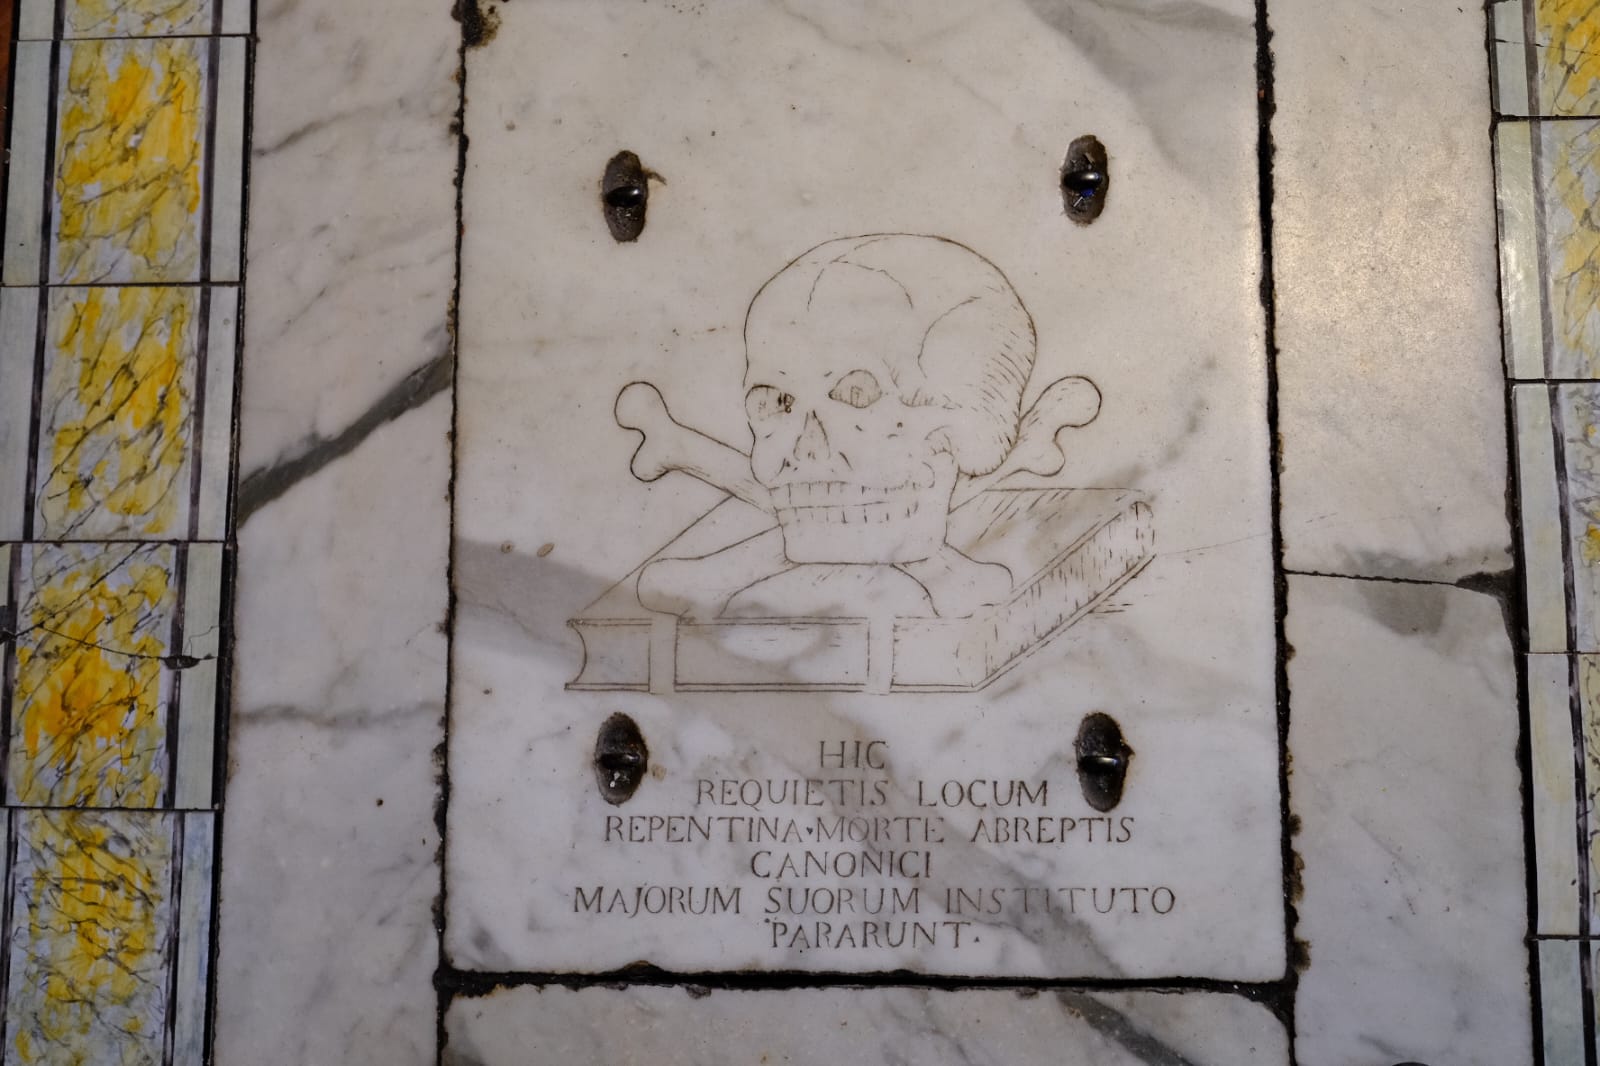 HIC
REQUIETIS LOCUM
REPENTINA•MORTE ABREPTIS
CANONICI
MAJORUM SUORUM INSTITUTO
PARARUNT.